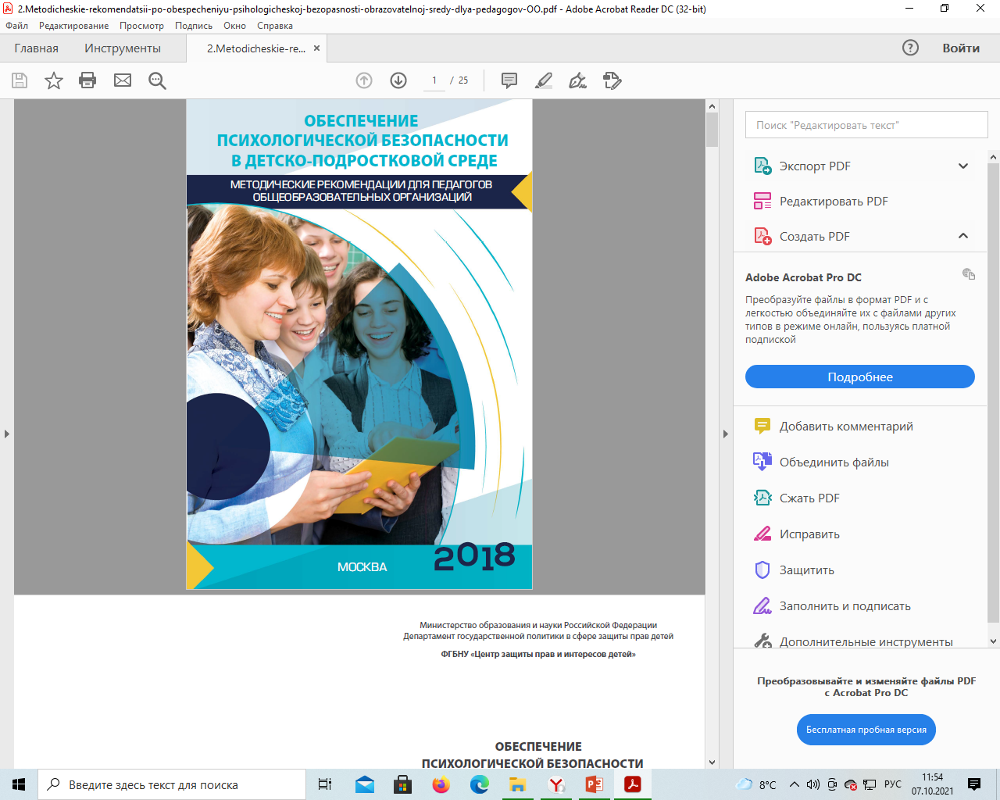 2.Metodicheskie-rekomendatsii-po-obespecheniyu-psihologicheskoj-bezopasnosti-obrazovatelnoj-sredy-dlya-pedagogov-OO.pdf - Adobe Acrobat Reader DC (32-bit)
Файл Редактирование Просмотр Подпись Окно Справка
Главная Инструменты 2.Metodicheskie-re... × ? Войти
1 / 25
ОБЕСПЕЧЕНИЕ
ПСИХОЛОГИЧЕСКОЙ БЕЗОПАСНОСТИ
В ДЕТСКО-ПОДРОСТКОВОЙ СРЕДЕ
МЕТОДИЧЕСКИЕ РЕКОМЕНДАЦИИ ДЛЯ ПЕДАГОГОВ
ОБЩЕОБРАЗОВАТЕЛЬНЫХ ОРГАНИЗАЦИЙ
МОСКВА 2018
Министерство образования и науки Российской Федерации
Департамент государственной политики в сфере защиты прав детей
ФГБНУ «Центр защиты прав и интересов детей»
ОБЕСПЕЧЕНИЕ
ПСИХОЛОГИЧЕСКОЙ БЕЗОПАСНОСТИ
Поиск "Редактировать текст"
Экспорт PDF
Редактировать PDF
Создать PDF
Adobe Acrobat Pro DC
Преобразуйте файлы в формат PDF и с
легкостью объединяйте их с файлами других
типов в режиме онлайн, пользуясь платной
подпиской
Подробнее
Добавить комментарий
Объединить файлы
Сжать PDF
Исправить
Защитить
Заполнить и подписать
Дополнительные инструменты
Преобразовывайте и изменяйте файлы PDF
с Acrobat Pro DC
Бесплатная пробная версия
Введите здесь текст для поиска
8°C
РУС
11:54
07.10.2021